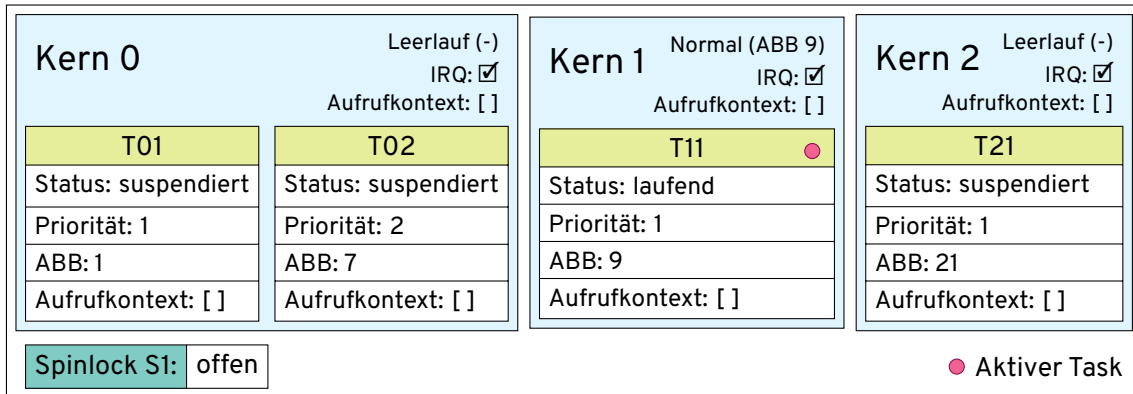 Kern 0
Leerlauf (-)
IRQ: ☑
Aufrufkontext: [ ]
T01
Status: suspendiert
Priorität: 1
ABB: 1
Aufrufkontext: [ ]
T02
Status: suspendiert
Priorität: 2
ABB: 7
Aufrufkontext: [ ]
Kern 1
Normal (ABB 9)
IRQ: ☑
Aufrufkontext: [ ]
T11
Status: laufend
Priorität: 1
ABB: 9
Aufrufkontext: [ ]
Kern 2
Leerlauf (-)
IRQ: ☑
Aufrufkontext: [ ]
T21
Status: suspendiert
Priorität: 1
ABB: 21
Aufrufkontext: [ ]
Spinlock S1: offen
Aktiver Task